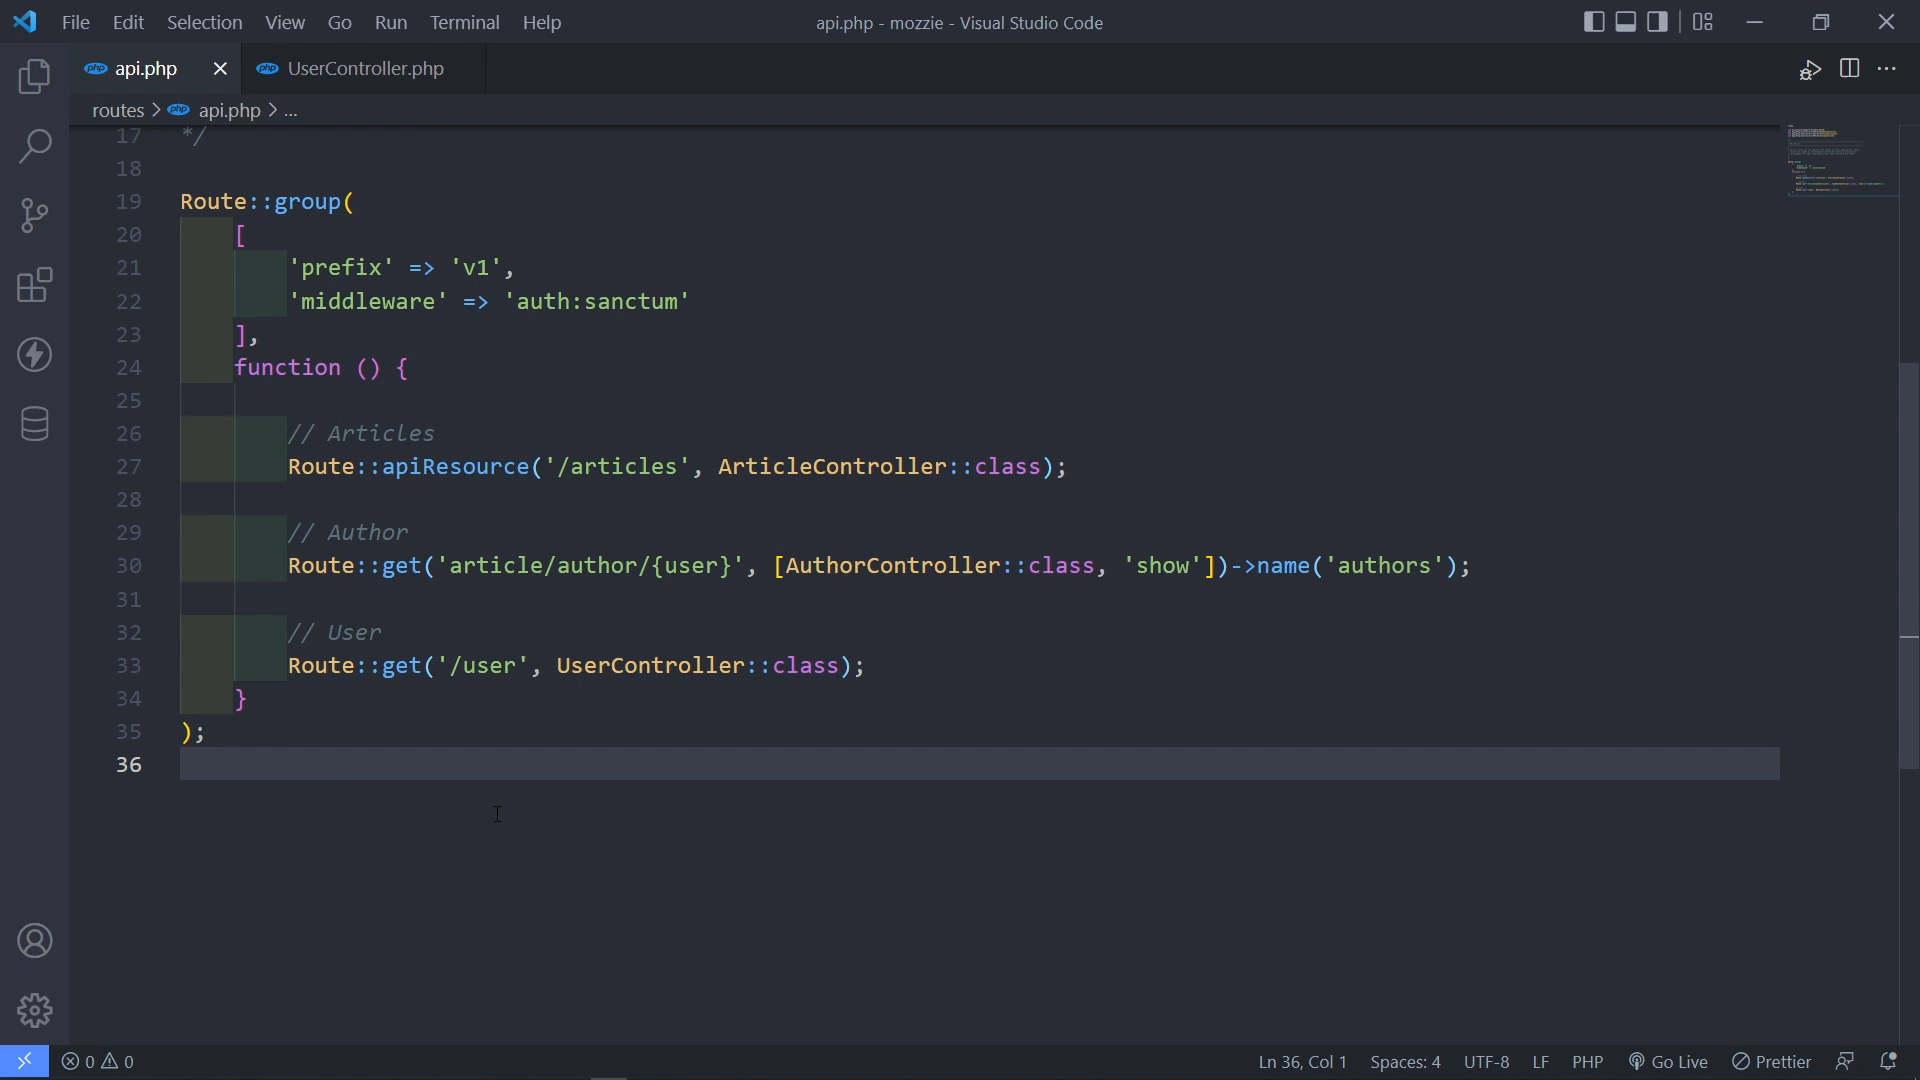 File Edit Selection View Go Run Terminal Help
api.php - mozzie - Visual Studio Code
php api.php
php UserController.php
routes > php api.php > ...
17 */
18
19 Route::group(
20 [
21 'prefix' => 'v1',
22 'middleware' => 'auth:sanctum'
23 ],
24 function () {
25
26 // Articles
27 Route::apiResource('/articles', ArticleController::class);
28
29 // Author
30 Route::get('article/author/{user}', [AuthorController::class, 'show'])->name('authors');
31
32 // User
33 Route::get('/user', UserController::class);
34 }
35 );
36
0 0
Ln 36, Col 1 Spaces: 4 UTF-8 LF PHP Go Live Prettier